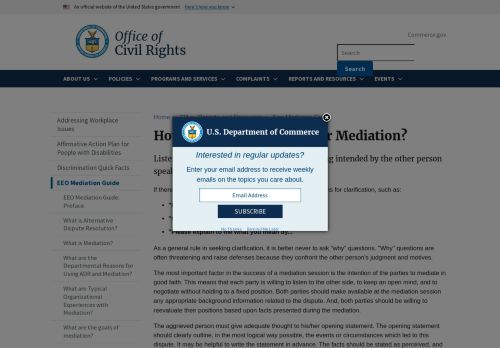 An official website of the United States government Here's how you know
Office of
Civil Rights
Commerce.gov
Search
Search
ABOUT US POLICIES PROGRAMS AND SERVICES COMPLAINTS REPORTS AND RESOURCES EVENTS
Addressing Workplace
Issues
Affirmative Action Plan for
People with Disabilities
Discrimination Quick Facts
EEO Mediation Guide
EEO Mediation Guide:
Preface
What is Alternative
Dispute Resolution?
What is Mediation?
What are the
Departmental Reasons for
Using ADR and Mediation?
What are Typical
Organizational
Experiences with
Mediation?
What are the goals of
mediation?
Home
r Mediation?
Liste
g intended by the other person
spea
U.S. Department of Commerce
Interested in regular updates?
Enter your email address to receive weekly
emails on the topics you care about.
Email Address
SUBSCRIBE
No Thanks Remind Me Later
If there
s for clarification, such as:
"Please explain to me what you mean by..."
As a general rule in seeking clarification, it is better never to ask "why" questions. "Why" questions are
often threatening and raise defenses because they confront the other person's judgment and motives.
The most important factor in the success of a mediation session is the intention of the parties to mediate in
good faith. This means that each party is willing to listen to the other side, to keep an open mind, and to
negotiate without holding to a fixed position. Both parties should make available at the mediation session
any appropriate background information related to the dispute. And, both parties should be willing to
reevaluate their positions based upon facts presented during the mediation.
The aggrieved person must give adequate thought to his/her opening statement. The opening statement
should clearly outline, in the most logical way possible, the events or circumstances which led to this
dispute. It may be helpful to write the statement in advance. The facts should be stated as perceived, and